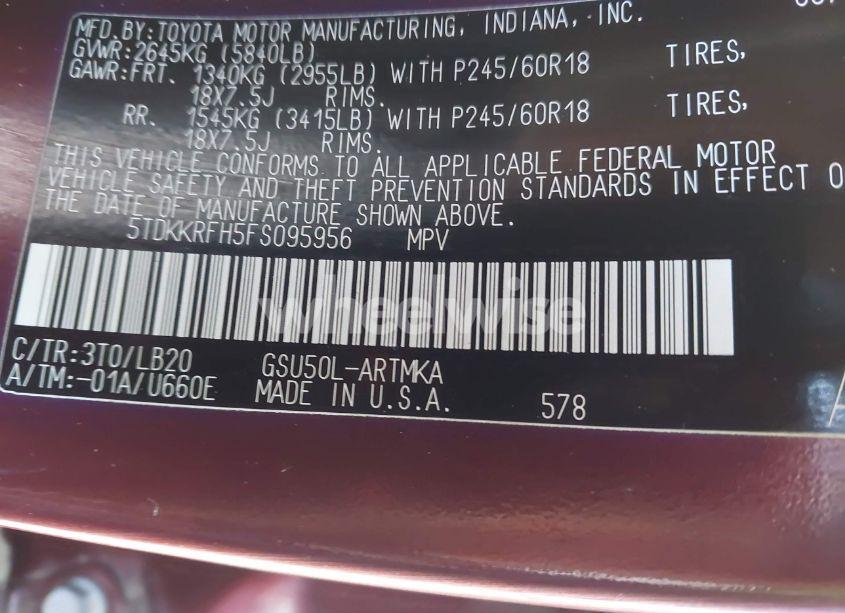 MFD.BY:TOYOTA MOTOR MANUFACTURING, INDIANA, INC.
GVWR:2645KG (5840LB)
GAWR:FRT. 1340KG (2955LB) WITH P245/60R18 TIRES,
18X7.5J RIMS.
RR. 1545KG (3415LB) WITH P245/60R18 TIRES,
18X7.5J RIMS.
THIS VEHICLE CONFORMS TO ALL APPLICABLE FEDERAL MOTOR
VEHICLE SAFETY AND THEFT PREVENTION STANDARDS IN EFFECT O
THE DATE OF MANUFACTURE SHOWN ABOVE.
5TDKKRFH5FS095956 MPV
wheelwise
C/TR:3T0/LB20 GSU50L-ARTMKA
A/TM:-01A/U660E MADE IN U.S.A. 578